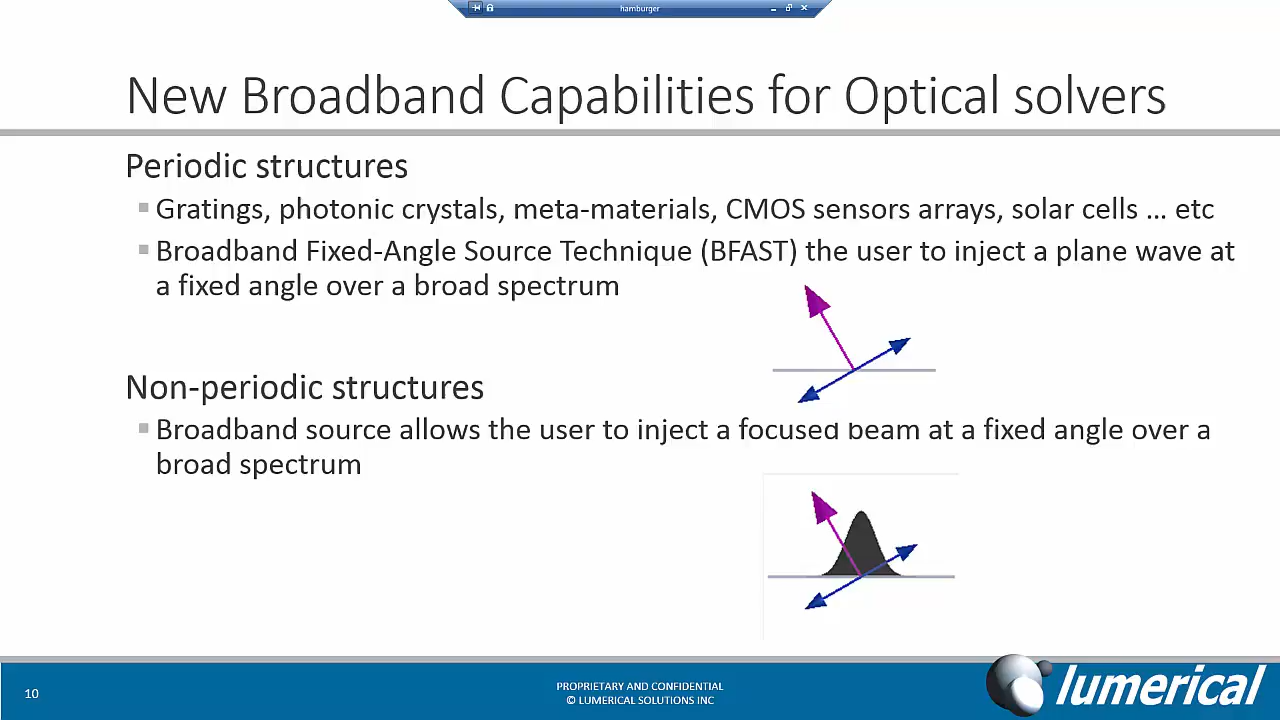 hamburger
New Broadband Capabilities for Optical solvers
Periodic structures
Gratings, photonic crystals, meta-materials, CMOS sensors arrays, solar cells … etc
Broadband Fixed-Angle Source Technique (BFAST) the user to inject a plane wave at
a fixed angle over a broad spectrum
Non-periodic structures
Broadband source allows the user to inject a focused beam at a fixed angle over a
broad spectrum
10
PROPRIETARY AND CONFIDENTIAL
© LUMERICAL SOLUTIONS INC
lumerical